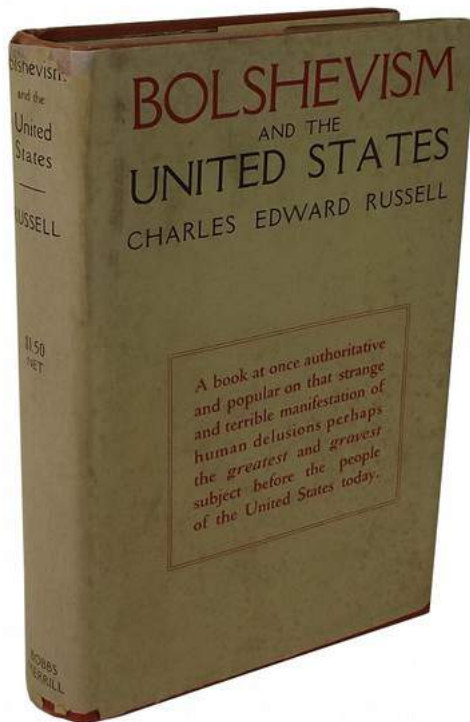 Bolshevism
and the
United
States
RUSSELL
$1.50
NET
BOBBS
MERRILL
BOLSHEVISM
AND THE
UNITED STATES
CHARLES EDWARD RUSSELL
A book at once authoritative
and popular on that strange
and terrible manifestation of
human delusions perhaps
the greatest and gravest
subject before the people
of the United States today.